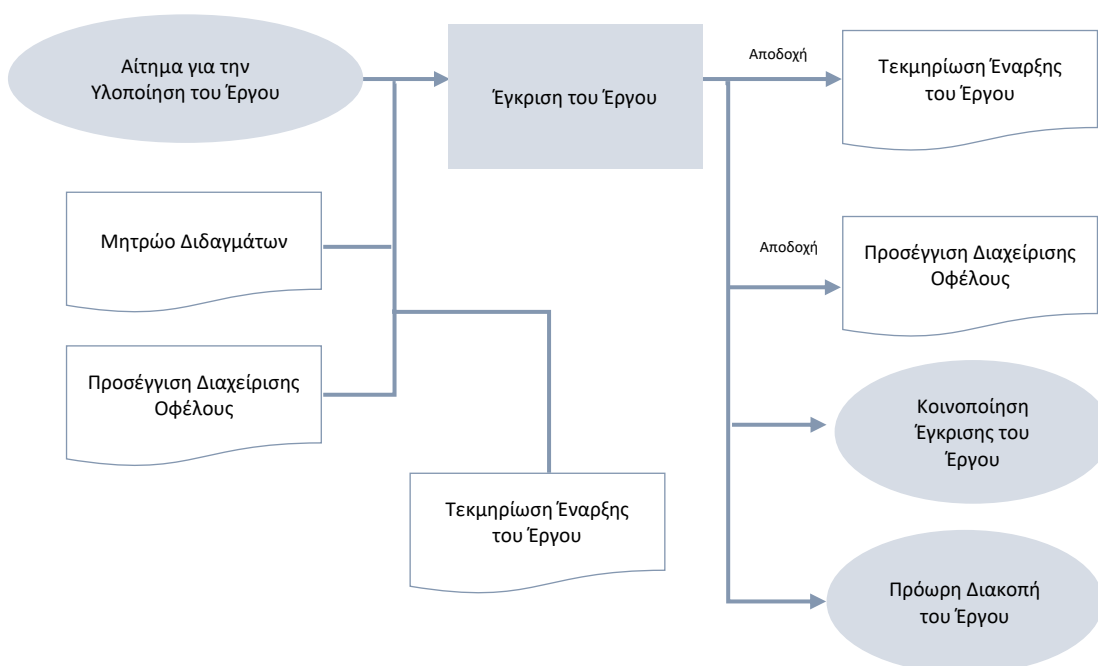 Αίτημα για την
Υλοποίηση του Έργου
Έγκριση του Έργου
Αποδοχή
Τεκμηρίωση Έναρξης
του Έργου
Μητρώο Διδαγμάτων
Αποδοχή
Προσέγγιση Διαχείρισης
Οφέλους
Προσέγγιση Διαχείρισης
Οφέλους
Κοινοποίηση
Έγκρισης του
Έργου
Τεκμηρίωση Έναρξης
του Έργου
Πρόωρη Διακοπή
του Έργου